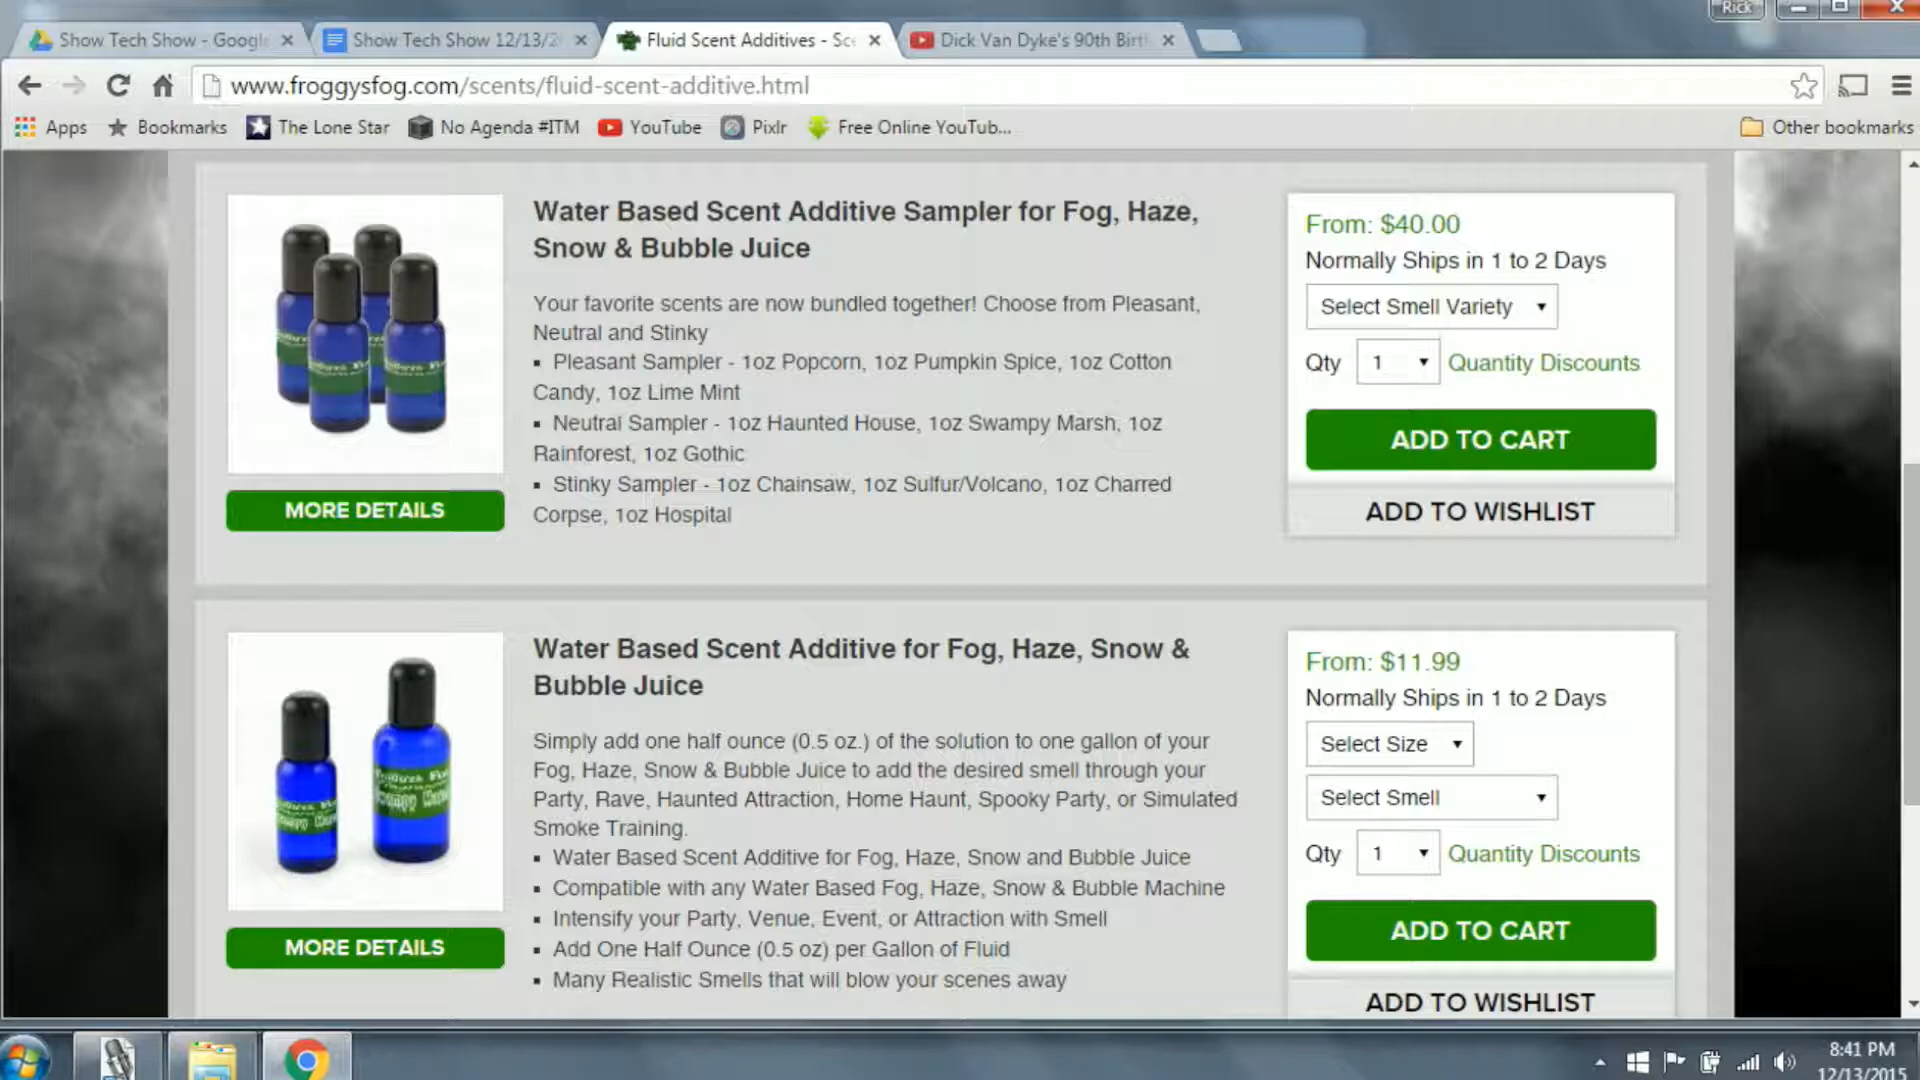 Rick
Show Tech Show - Google
Show Tech Show 12/13/2
Fluid Scent Additives - Sce
Dick Van Dyke's 90th Birt
www.froggysfog.com/scents/fluid-scent-additive.html
Apps
Bookmarks
The Lone Star
No Agenda #ITM
YouTube
Pixlr
Free Online YouTub...
Other bookmarks
Water Based Scent Additive Sampler for Fog, Haze,
Snow & Bubble Juice
Your favorite scents are now bundled together! Choose from Pleasant,
Neutral and Stinky
▪ Pleasant Sampler - 1oz Popcorn, 1oz Pumpkin Spice, 1oz Cotton
Candy, 1oz Lime Mint
▪ Neutral Sampler - 1oz Haunted House, 1oz Swampy Marsh, 1oz
Rainforest, 1oz Gothic
▪ Stinky Sampler - 1oz Chainsaw, 1oz Sulfur/Volcano, 1oz Charred
Corpse, 1oz Hospital
MORE DETAILS
From: $40.00
Normally Ships in 1 to 2 Days
Select Smell Variety
Qty 1 Quantity Discounts
ADD TO CART
ADD TO WISHLIST
Water Based Scent Additive for Fog, Haze, Snow &
Bubble Juice
Simply add one half ounce (0.5 oz.) of the solution to one gallon of your
Fog, Haze, Snow & Bubble Juice to add the desired smell through your
Party, Rave, Haunted Attraction, Home Haunt, Spooky Party, or Simulated
Smoke Training.
▪ Water Based Scent Additive for Fog, Haze, Snow and Bubble Juice
▪ Compatible with any Water Based Fog, Haze, Snow & Bubble Machine
▪ Intensify your Party, Venue, Event, or Attraction with Smell
▪ Add One Half Ounce (0.5 oz) per Gallon of Fluid
▪ Many Realistic Smells that will blow your scenes away
MORE DETAILS
From: $11.99
Normally Ships in 1 to 2 Days
Select Size
Select Smell
Qty 1 Quantity Discounts
ADD TO CART
ADD TO WISHLIST
8:41 PM
12/13/2015